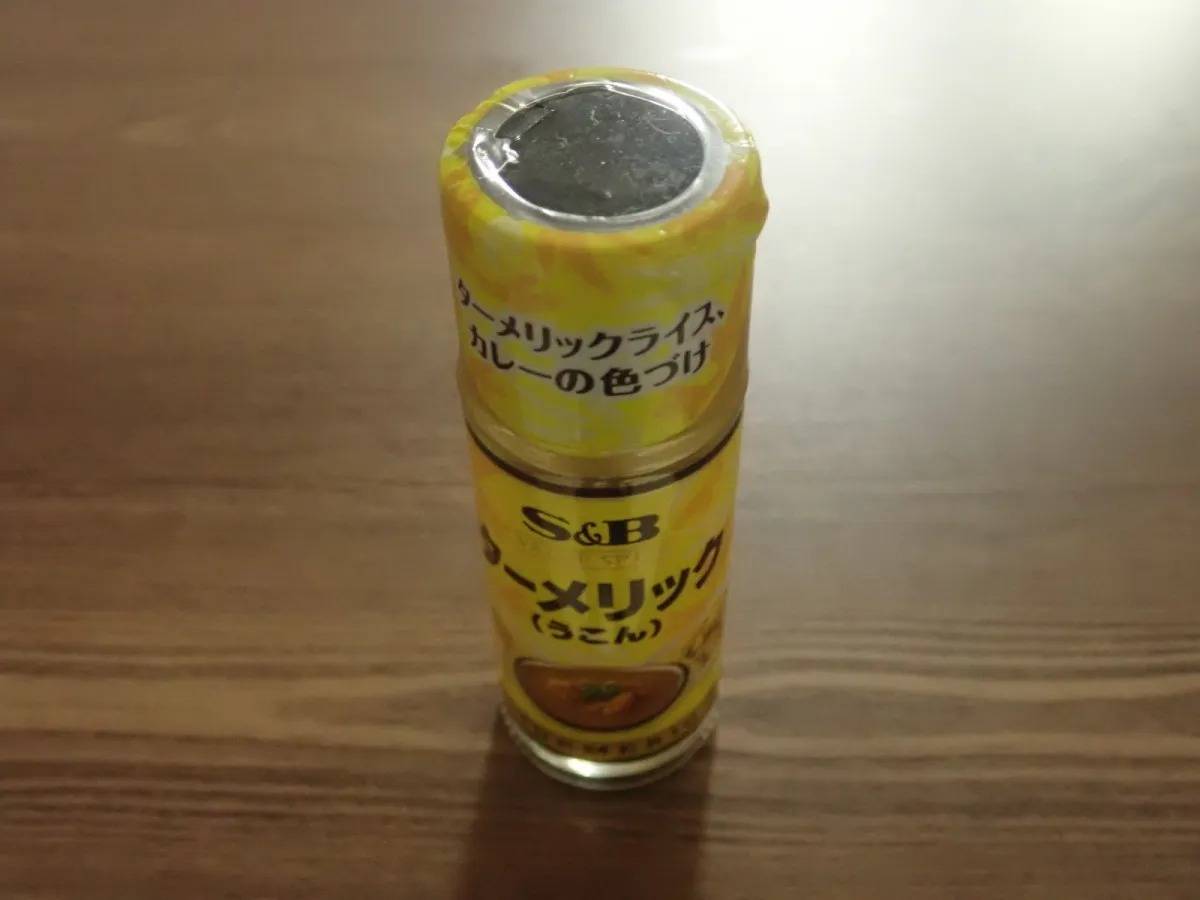 ターメリックライス、
カレーの色づけ
S&B
ターメリック
(うこん)